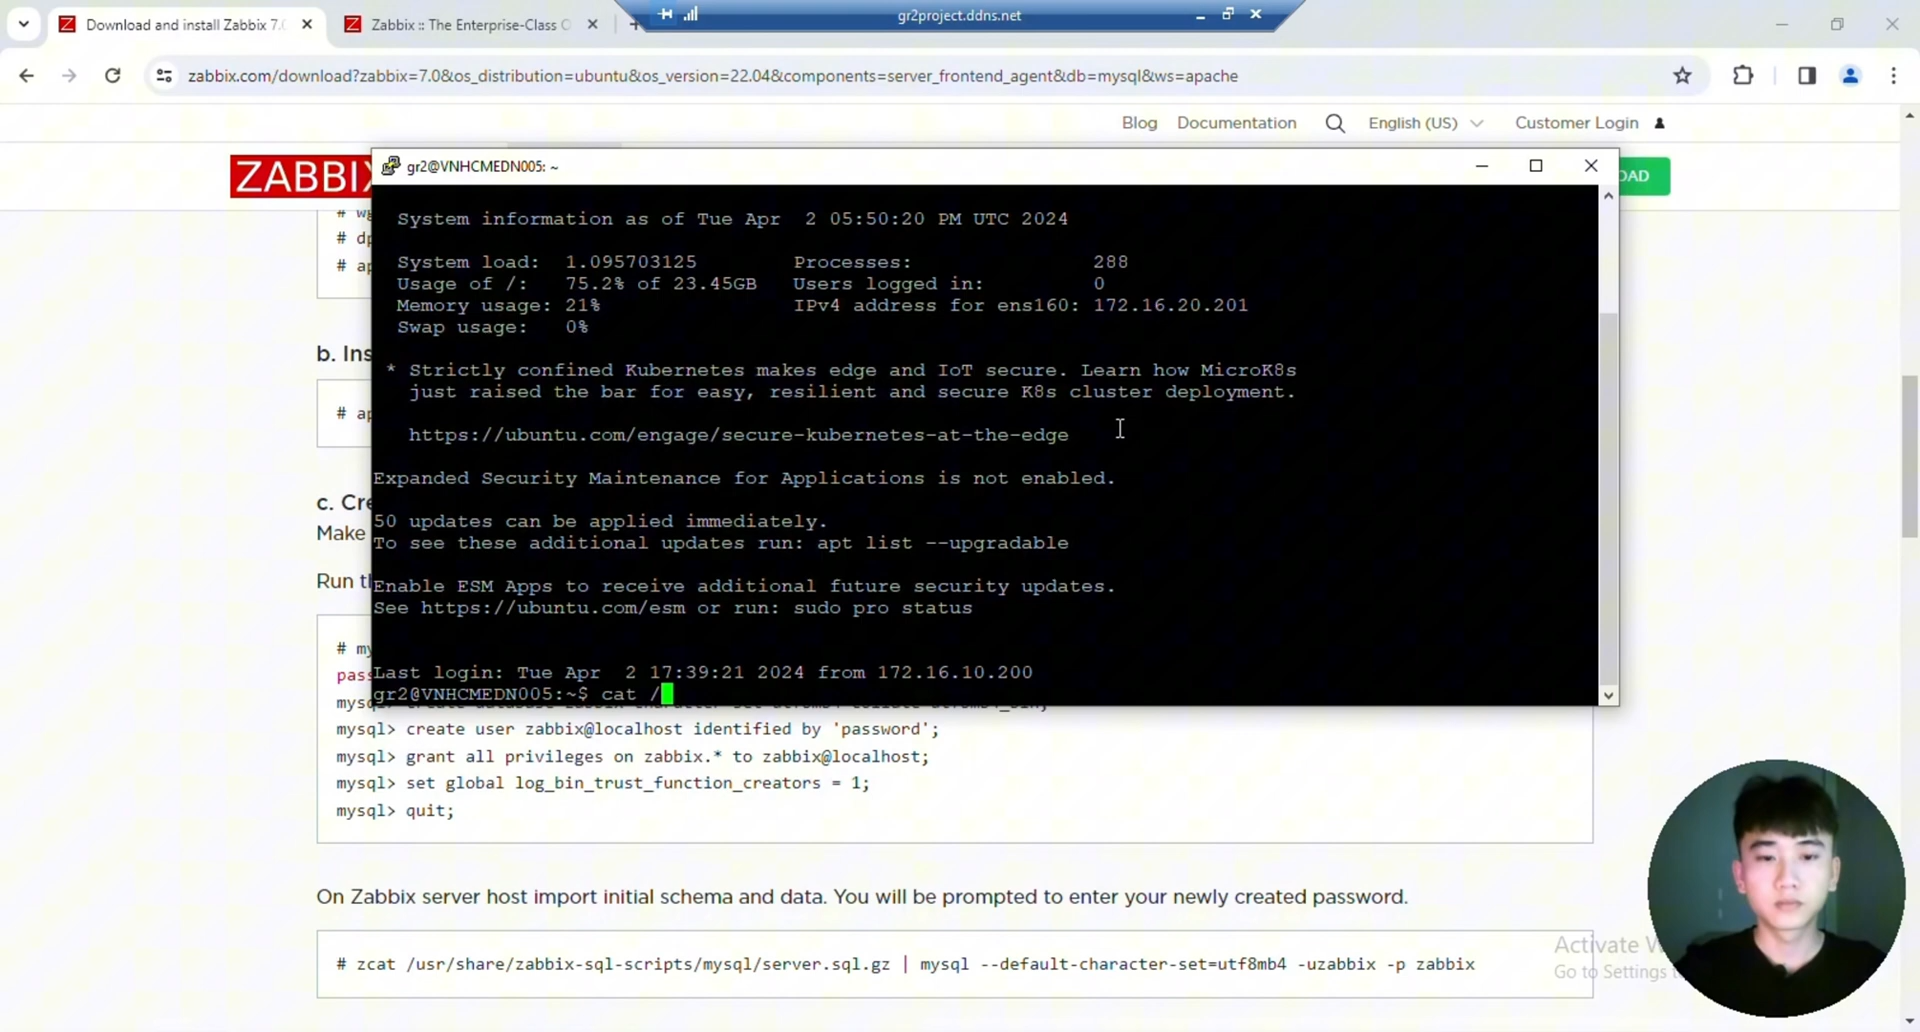 Download and install Zabbix 7.0
Zabbix :: The Enterprise-Class O
gr2project.ddns.net
zabbix.com/download?zabbix=7.0&os_distribution=ubuntu&os_version=22.04&components=server_frontend_agent&db=mysql&ws=apache
Blog Documentation English (US) Customer Login
ZABBIX
OAD
gr2@VNHCMEDN005: ~
System information as of Tue Apr  2 05:50:20 PM UTC 2024
System load: 1.095703125 Processes: 288
Usage of /: 75.2% of 23.45GB Users logged in: 0
Memory usage: 21% IPv4 address for ens160: 172.16.20.201
Swap usage: 0%
* Strictly confined Kubernetes makes edge and IoT secure. Learn how MicroK8s
just raised the bar for easy, resilient and secure K8s cluster deployment.
https://ubuntu.com/engage/secure-kubernetes-at-the-edge
Expanded Security Maintenance for Applications is not enabled.
50 updates can be applied immediately.
To see these additional updates run: apt list --upgradable
Enable ESM Apps to receive additional future security updates.
See https://ubuntu.com/esm or run: sudo pro status
Last login: Tue Apr  2 17:39:21 2024 from 172.16.10.200
gr2@VNHCMEDN005:~$ cat /
# wg
# dp
# ap
b. Ins
# ap
c. Cre
Make
Run th
# my
pass
mysq
mysql> create user zabbix@localhost identified by 'password';
mysql> grant all privileges on zabbix.* to zabbix@localhost;
mysql> set global log_bin_trust_function_creators = 1;
mysql> quit;
On Zabbix server host import initial schema and data. You will be prompted to enter your newly created password.
# zcat /usr/share/zabbix-sql-scripts/mysql/server.sql.gz | mysql --default-character-set=utf8mb4 -uzabbix -p zabbix
Activate W
Go to Settings t